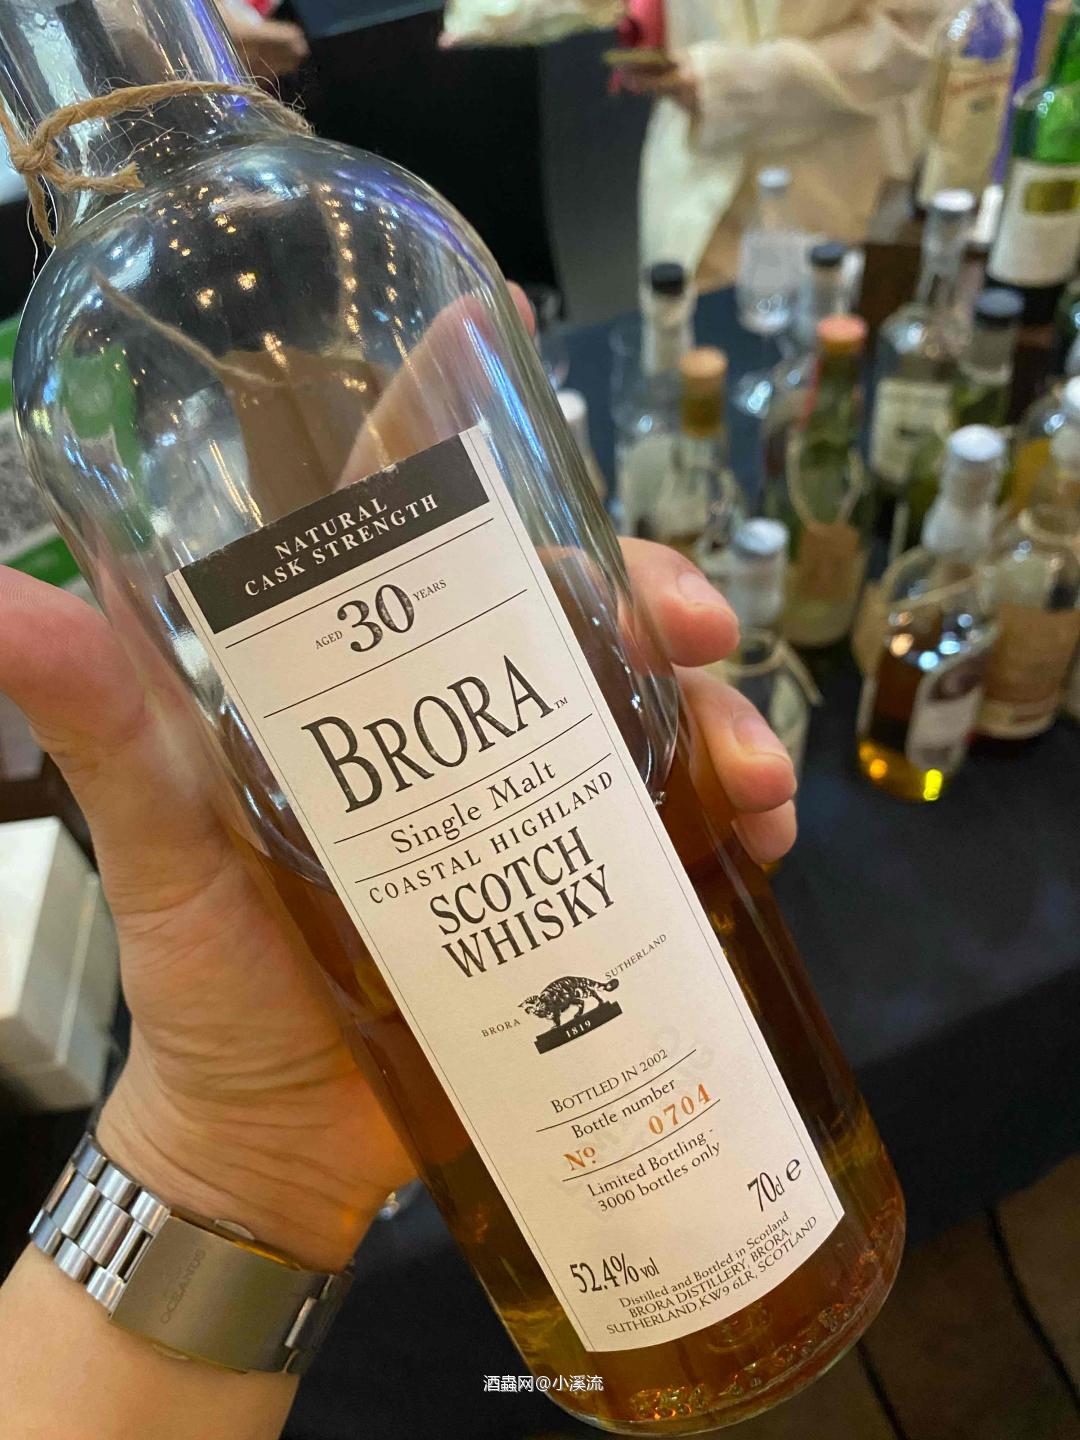 NATURAL
CASK STRENGTH
AGED 30 YEARS
BRORA™
Single Malt
COASTAL HIGHLAND
SCOTCH
WHISKY
BRORA SUTHERLAND
1819
BOTTLED IN 2002
Bottle number
Nº 0704
Limited Bottling -
3000 bottles only
70cl e
52.4% vol
Distilled and Bottled in Scotland
BRORA DISTILLERY, BRORA,
SUTHERLAND, KW9 6LR, SCOTLAND
OCEANTUS
酒蟲网@小溪流